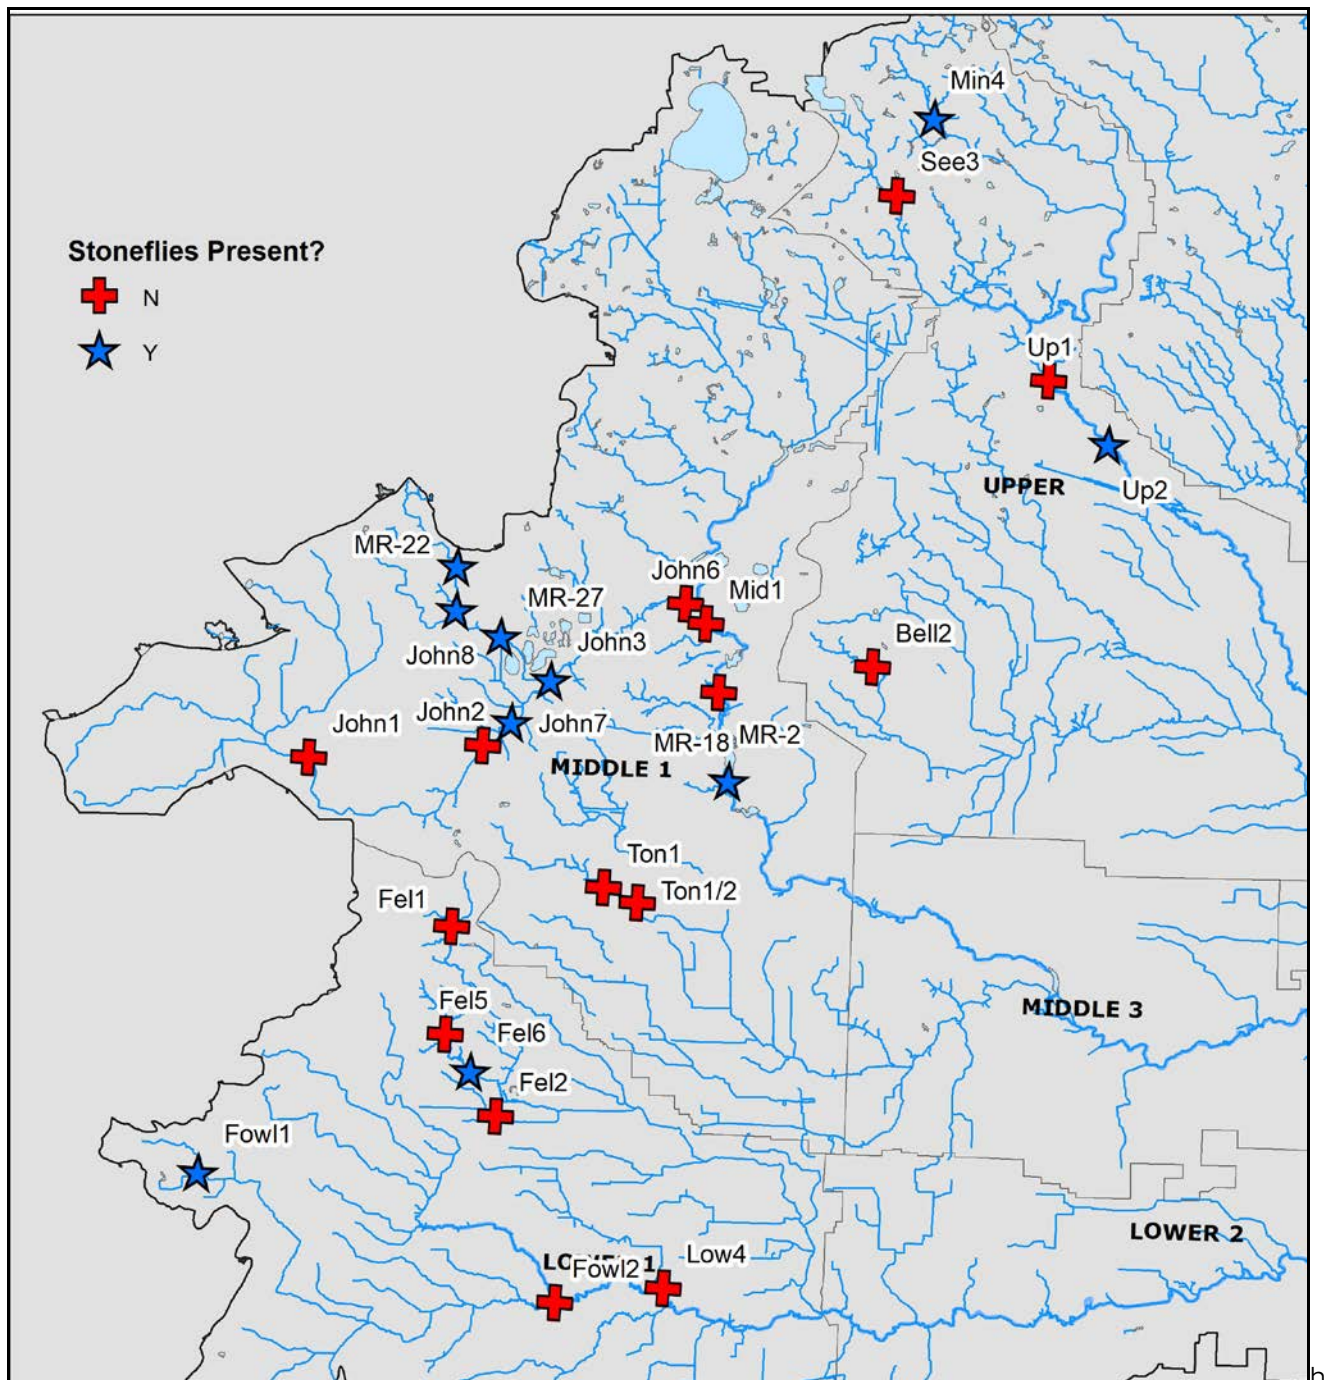 Min4
See3
Stoneflies Present?
N
Y
Up1
UPPER
Up2
MR-22
John6
Mid1
MR-27
John3
Bell2
John8
John1
John2
John7
MR-18
MR-2
MIDDLE 1
Ton1
Ton1/2
Fel1
Fel5
MIDDLE 3
Fel6
Fel2
Fowl1
LOWER 2
Low4
Fowl2
1